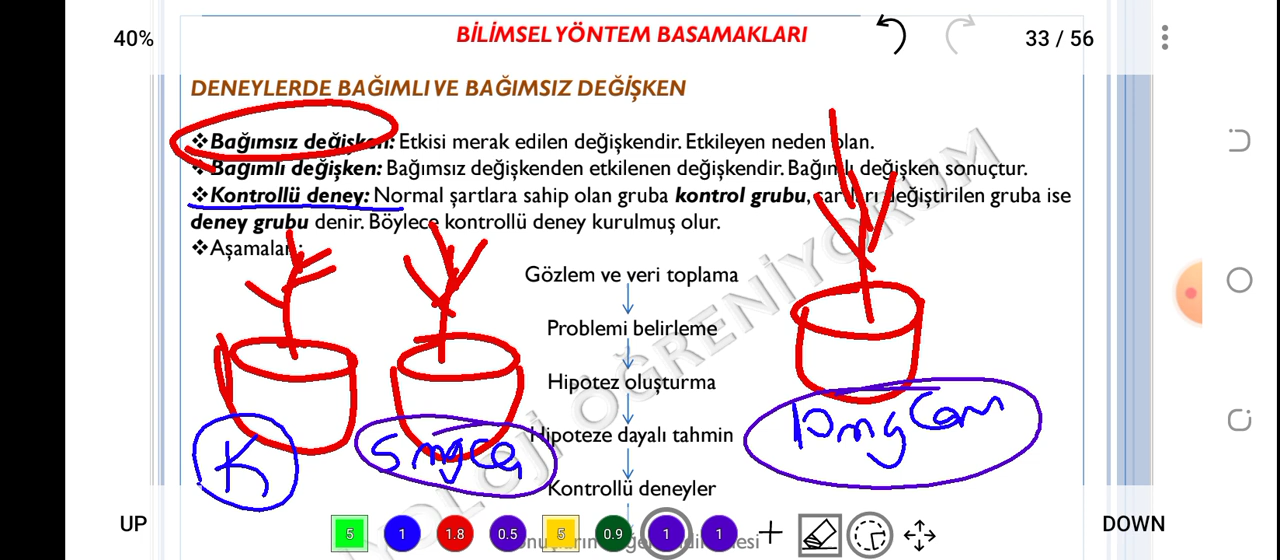 40%
BİLİMSEL YÖNTEM BASAMAKLARI
33 / 56
DENEYLERDE BAĞIMLI VE BAĞIMSIZ DEĞİŞKEN
❖Bağımsız değişken: Etkisi merak edilen değişkendir. Etkileyen neden olan.
❖Bağımlı değişken: Bağımsız değişkenden etkilenen değişkendir. Bağımlı değişken sonuçtur.
❖Kontrollü deney: Normal şartlara sahip olan gruba kontrol grubu, şartları değiştirilen gruba ise
deney grubu denir. Böylece kontrollü deney kurulmuş olur.
❖Aşamaları:
Gözlem ve veri toplama
Problemi belirleme
Hipotez oluşturma
Hipoteze dayalı tahmin
Kontrollü deneyler
K
5mg
10mg
ÖĞRENİYORUM
UP
5
1
1.8
0.5
5
0.9
1
1
DOWN